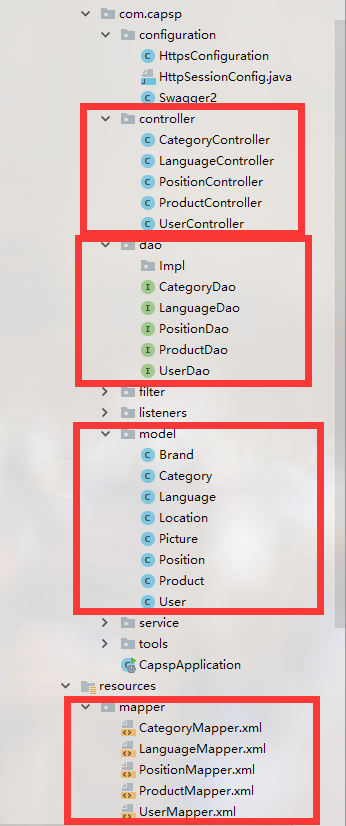 com.capsp
configuration
HttpsConfiguration
HttpSessionConfig.java
Swagger2
controller
CategoryController
LanguageController
PositionController
ProductController
UserController
dao
Impl
CategoryDao
LanguageDao
PositionDao
ProductDao
UserDao
filter
listeners
model
Brand
Category
Language
Location
Picture
Position
Product
User
service
tools
CapspApplication
resources
mapper
CategoryMapper.xml
LanguageMapper.xml
PositionMapper.xml
ProductMapper.xml
UserMapper.xml